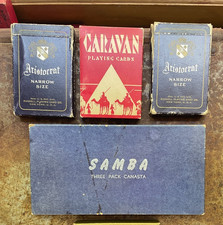 Aristocrat
NARROW
SIZE
CARAVAN
PLAYING CARDS
Aristocrat
NARROW
SIZE
SAMBA
THREE PACK CANASTA